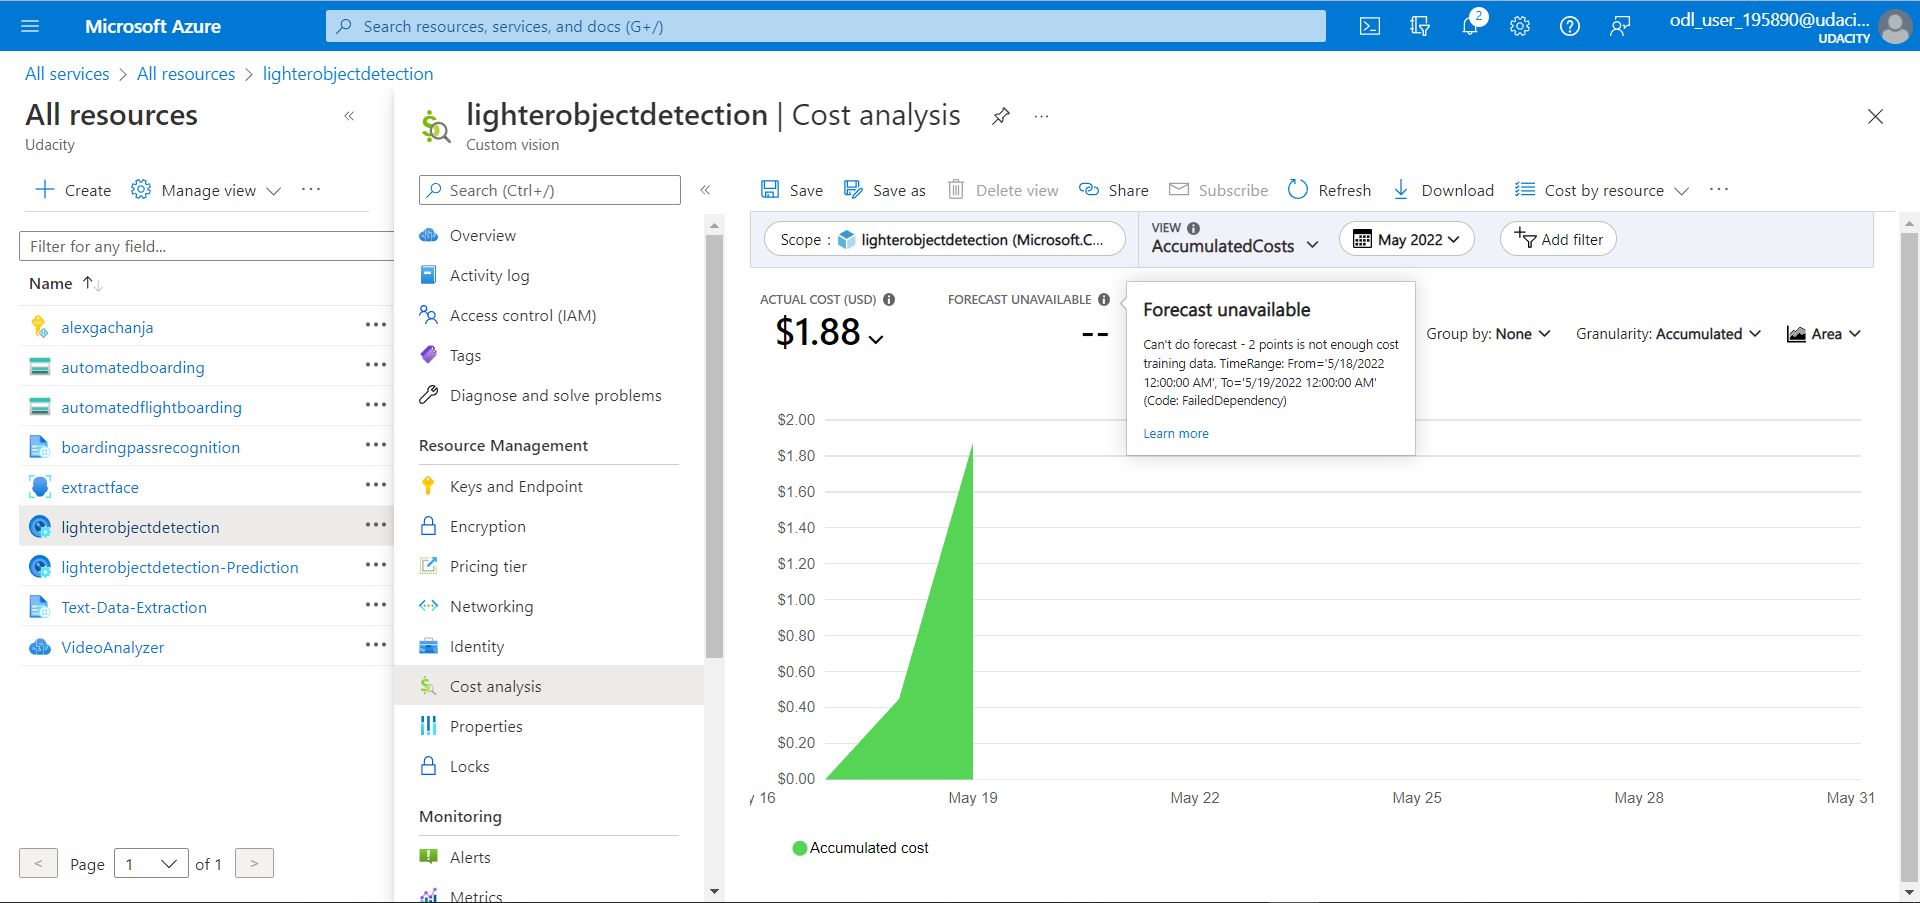 Microsoft Azure
Search resources, services, and docs (G+/)
2
odl_user_195890@udaci...
UDACITY
All services > All resources > lighterobjectdetection
All resources
«
Udacity
Create
Manage view
...
Filter for any field...
Name ↑↓
alexgachanja
automatedboarding
automatedflightboarding
boardingpassrecognition
extractface
lighterobjectdetection
lighterobjectdetection-Prediction
Text-Data-Extraction
VideoAnalyzer
< Page 1 of 1 >
lighterobjectdetection | Cost analysis
...
Custom vision
Search (Ctrl+/)
«
Overview
Activity log
Access control (IAM)
Tags
Diagnose and solve problems
Resource Management
Keys and Endpoint
Encryption
Pricing tier
Networking
Identity
Cost analysis
Properties
Locks
Monitoring
Alerts
Metrics
Save
Save as
Delete view
Share
Subscribe
Refresh
Download
Cost by resource
...
Scope : lighterobjectdetection (Microsoft.C...
VIEW
AccumulatedCosts
May 2022
Add filter
ACTUAL COST (USD)
$1.88
FORECAST UNAVAILABLE
--
Forecast unavailable
Can't do forecast - 2 points is not enough cost
training data. TimeRange: From='5/18/2022
12:00:00 AM', To='5/19/2022 12:00:00 AM'
(Code: FailedDependency)
Learn more
Group by: None
Granularity: Accumulated
Area
$2.00
$1.80
$1.60
$1.40
$1.20
$1.00
$0.80
$0.60
$0.40
$0.20
$0.00
y 16
May 19
May 22
May 25
May 28
May 31
Accumulated cost